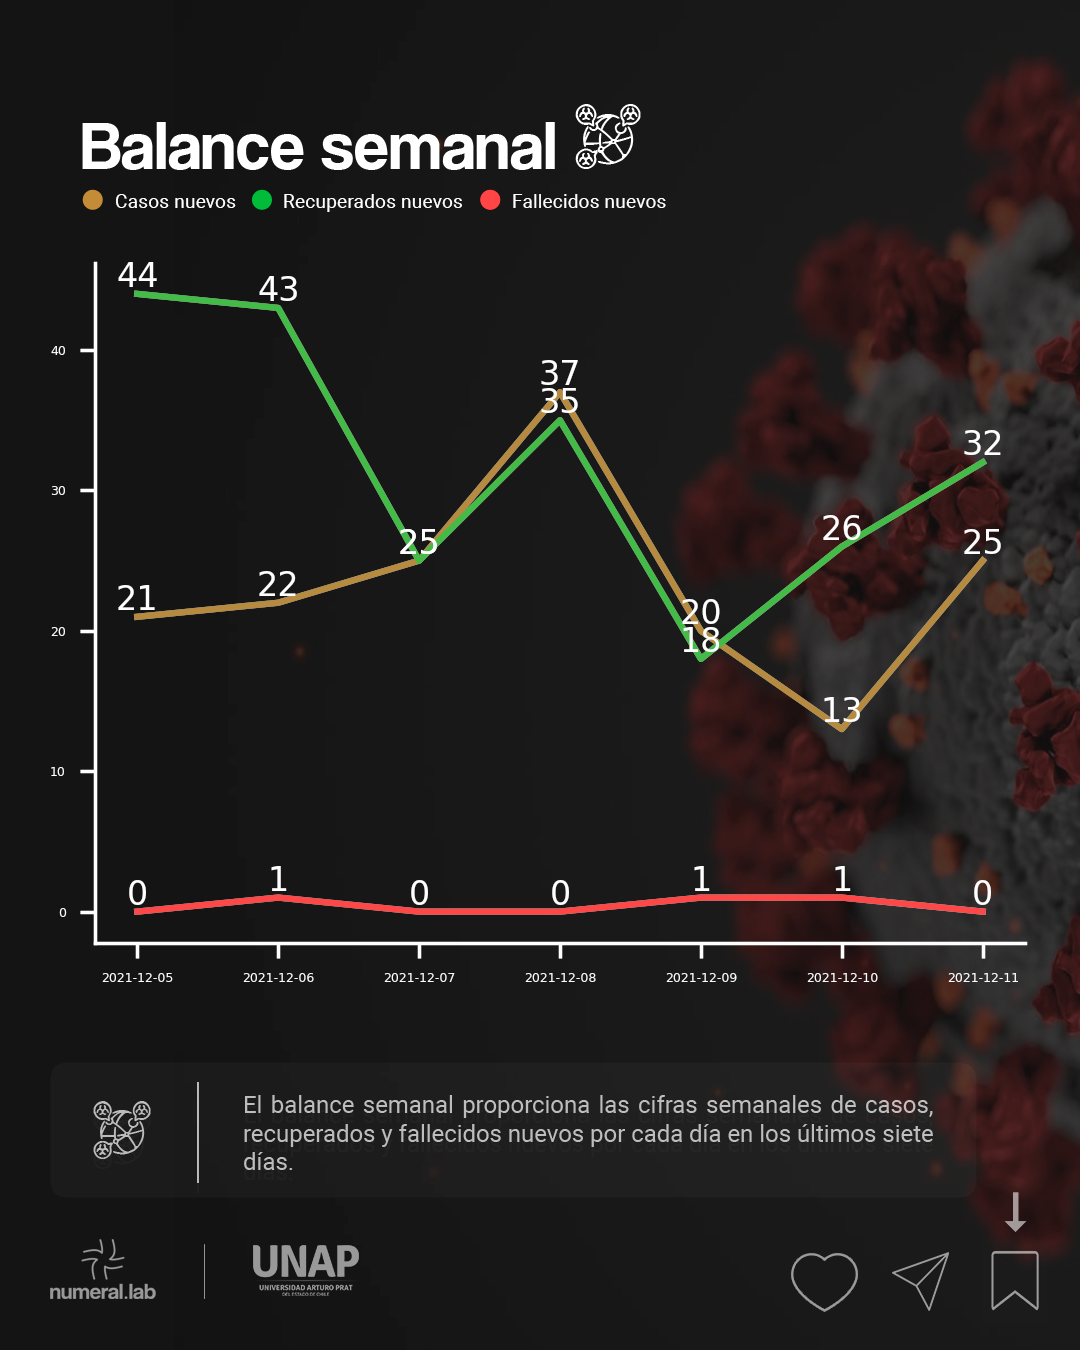 Balance semanal
Casos nuevos Recuperados nuevos Fallecidos nuevos
44
43
40
37
35
32
30
26
25
25
22
21
20
20
18
13
10
1
1
1
0
0
0
0
0
2021-12-05 2021-12-06 2021-12-07 2021-12-08 2021-12-09 2021-12-10 2021-12-11
El balance semanal proporciona las cifras semanales de casos,
recuperados y fallecidos nuevos por cada día en los últimos siete
días.
numeral.lab
UNAP
UNIVERSIDAD ARTURO PRAT
DEL ESTADO DE CHILE